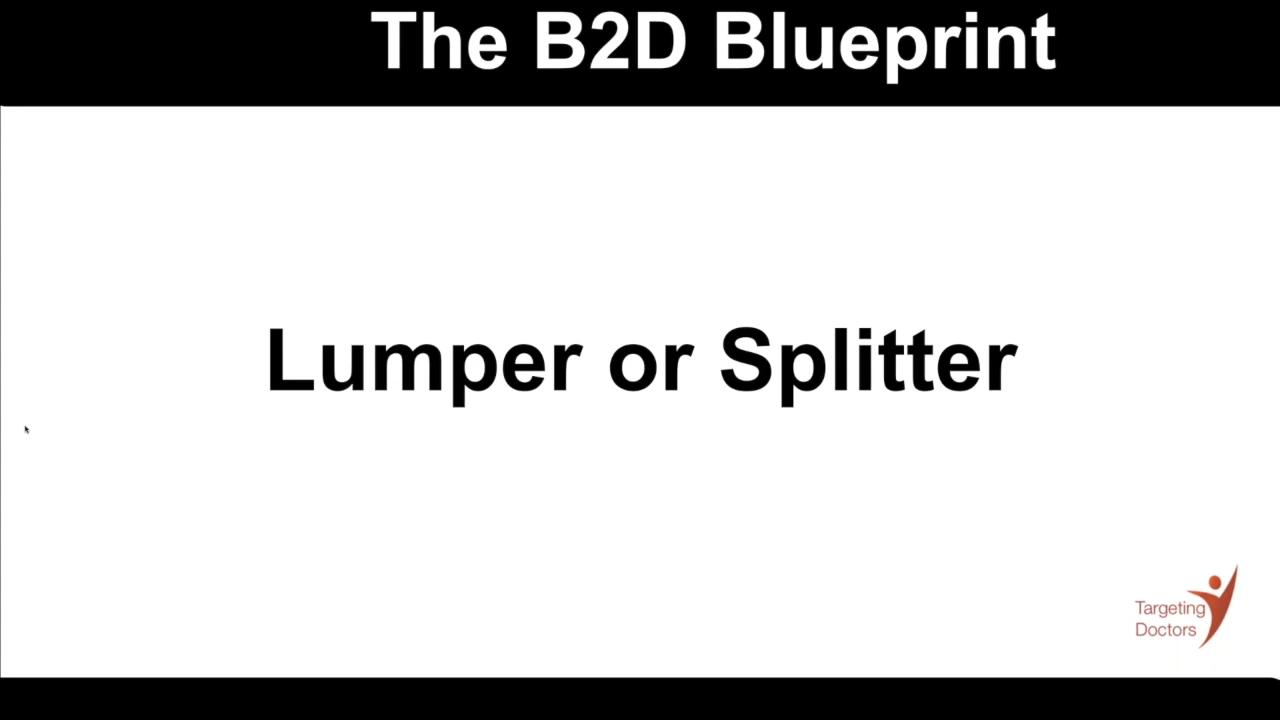 The B2D Blueprint
Lumper or Splitter
Targeting
Doctors